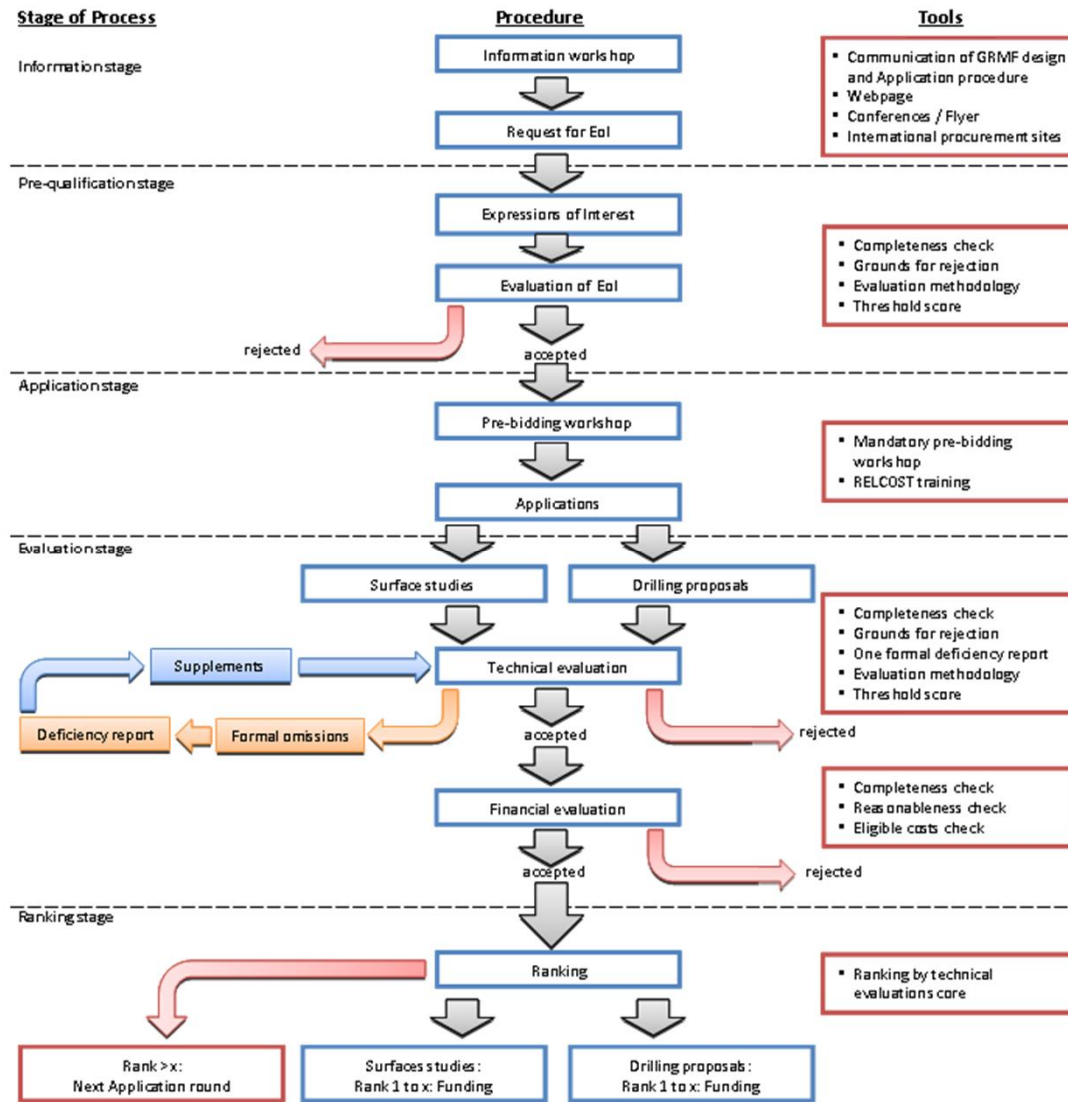 Stage of Process
Procedure
Tools
Information stage
Information workshop
Request for EoI
▪ Communication of GRMF design
and Application procedure
▪ Webpage
▪ Conferences / Flyer
▪ International procurement sites
Pre-qualification stage
Expressions of Interest
Evaluation of EoI
rejected
accepted
▪ Completeness check
▪ Grounds for rejection
▪ Evaluation methodology
▪ Threshold score
Application stage
Pre-bidding workshop
Applications
▪ Mandatory pre-bidding
workshop
▪ RELCOST training
Evaluation stage
Surface studies
Drilling proposals
Supplements
Technical evaluation
Deficiency report
Formal omissions
accepted
rejected
▪ Completeness check
▪ Grounds for rejection
▪ One formal deficiency report
▪ Evaluation methodology
▪ Threshold score
Financial evaluation
accepted
rejected
▪ Completeness check
▪ Reasonableness check
▪ Eligible costs check
Ranking stage
Ranking
▪ Ranking by technical
evaluations core
Rank >x:
Next Application round
Surfaces studies:
Rank 1 to x: Funding
Drilling proposals:
Rank 1 to x: Funding